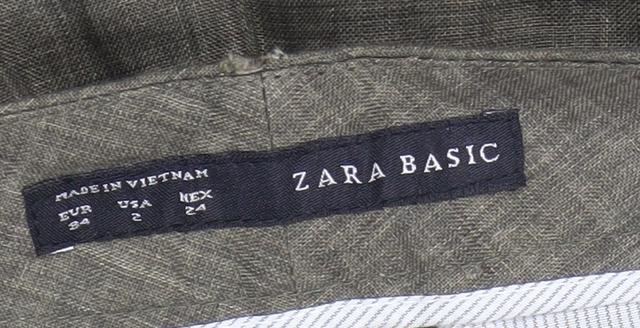 MADE IN VIETNAM
EUR USA MEX
34 2 24
ZARA BASIC